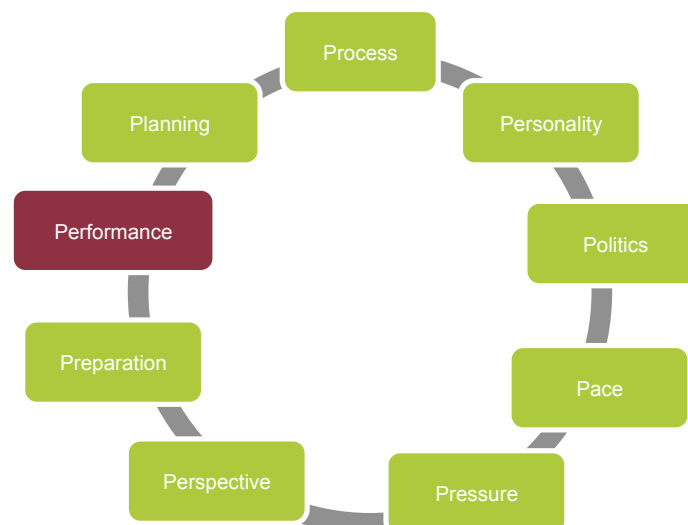 Process
Personality
Politics
Pace
Pressure
Perspective
Preparation
Performance
Planning